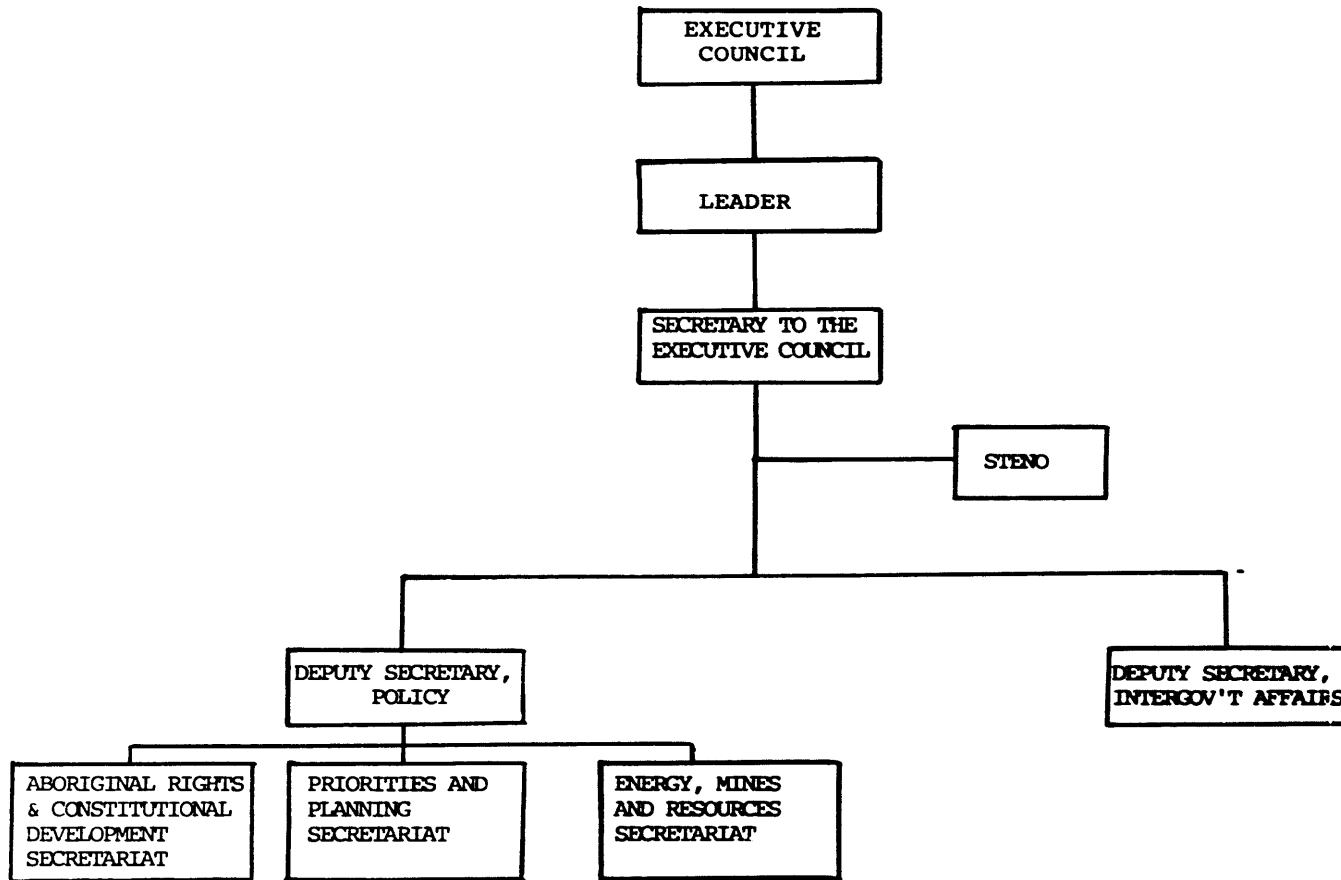 EXECUTIVE
COUNCIL
LEADER
SECRETARY TO THE
EXECUTIVE COUNCIL
STENO
DEPUTY SECRETARY,
POLICY
DEPUTY SECRETARY,
INTERGOV'T AFFAIRS
ABORIGINAL RIGHTS
& CONSTITUTIONAL
DEVELOPMENT
SECRETARIAT
PRIORITIES AND
PLANNING
SECRETARIAT
ENERGY, MINES
AND RESOURCES
SECRETARIAT